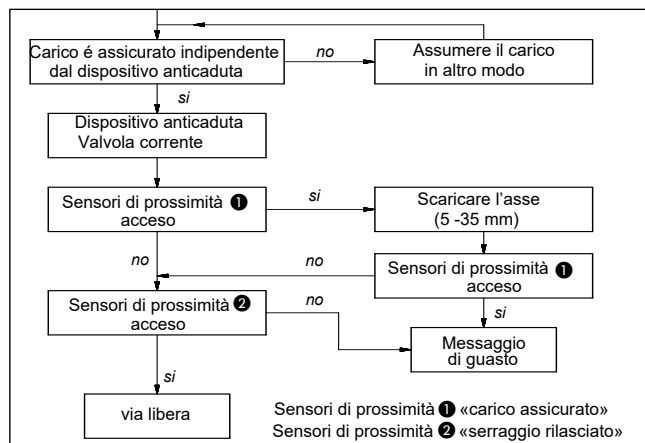 Carico é assicurato indipendente
dal dispositivo anticaduta
no
Assumere il carico
in altro modo
si
Dispositivo anticaduta
Valvola corrente
Sensori di prossimità ❶
acceso
si
Scaricare l'asse
(5 -35 mm)
no
no
Sensori di prossimità ❶
acceso
Sensori di prossimità ❷
acceso
no
si
Messaggio
di guasto
si
via libera
Sensori di prossimità ❶ «carico assicurato»
Sensori di prossimità ❷ «serraggio rilasciato»